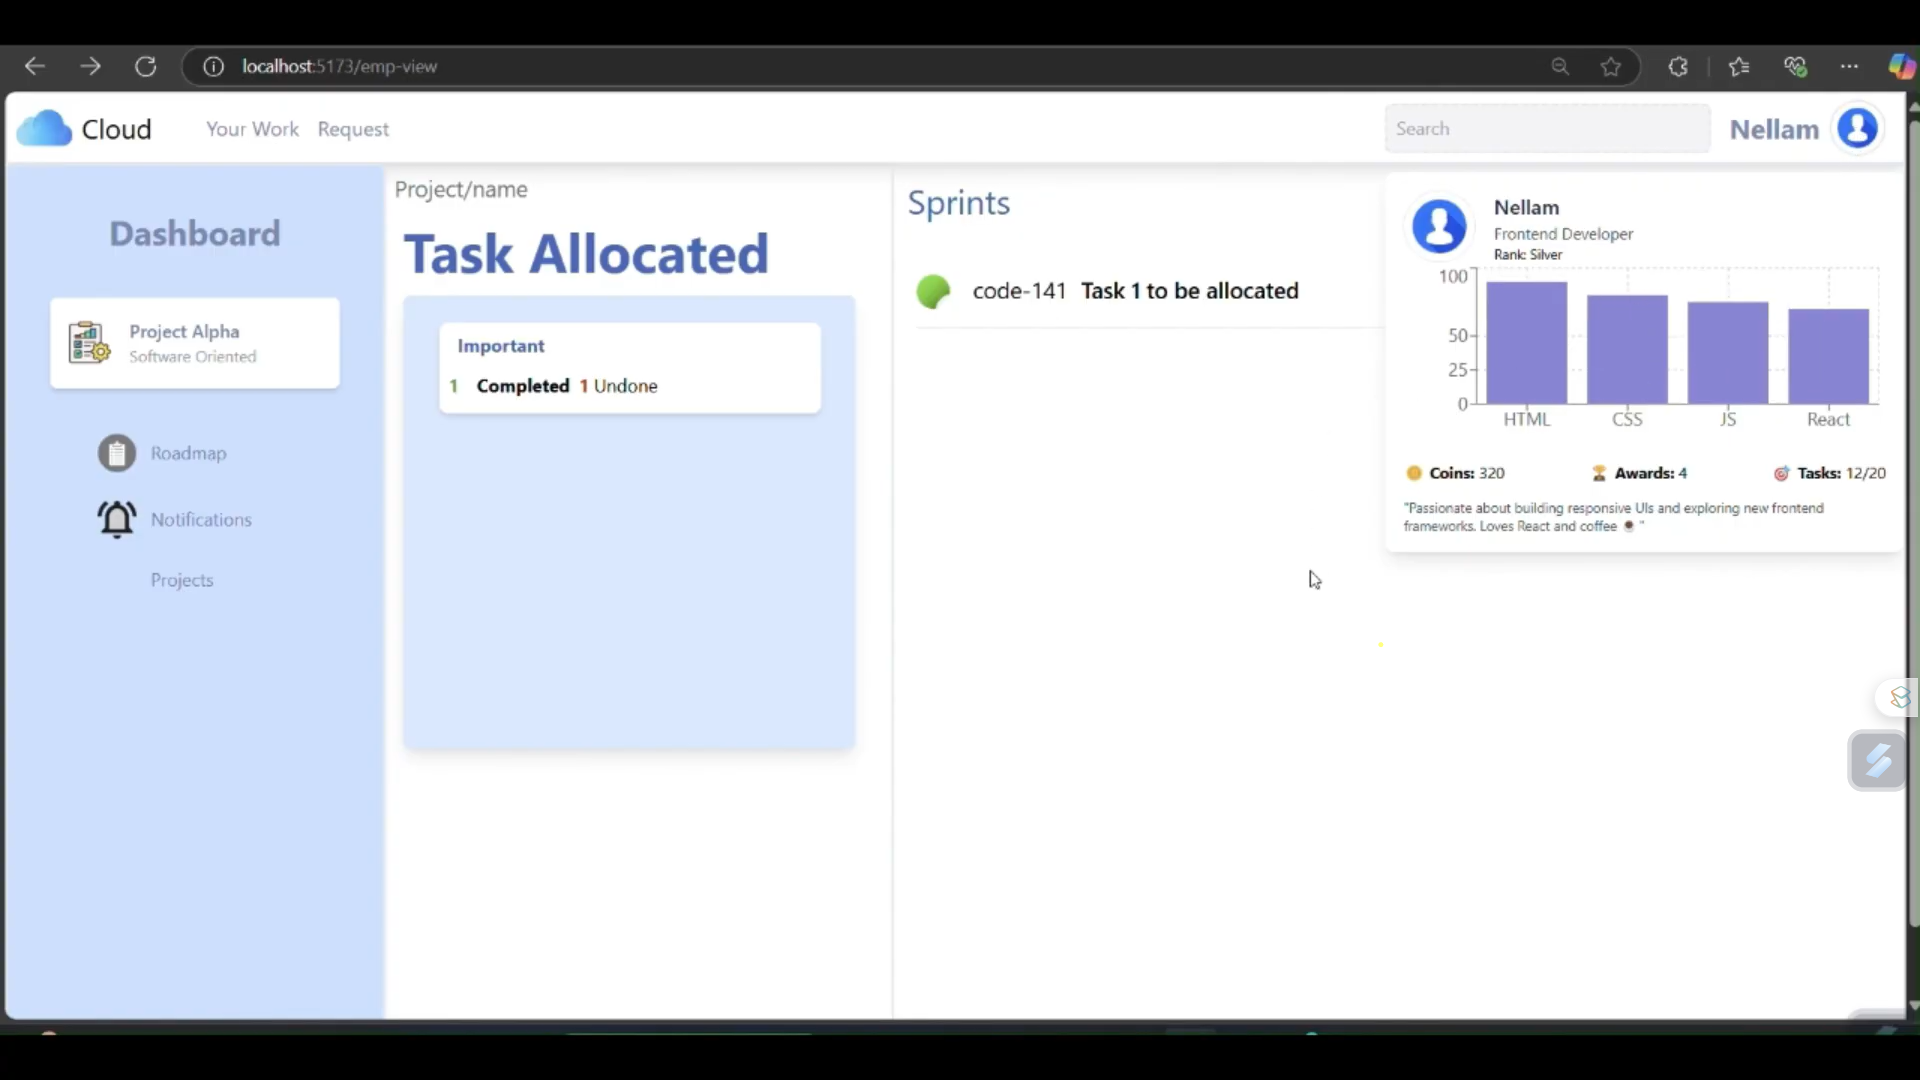 localhost:5173/emp-view
Cloud
Your Work
Request
Search
Nellam
Dashboard
Project Alpha
Software Oriented
Roadmap
Notifications
Projects
Project/name
Task Allocated
Important
1 Completed 1 Undone
Sprints
code-141 Task 1 to be allocated
Nellam
Frontend Developer
Rank: Silver
100
50
25
0
HTML CSS JS React
Coins: 320
Awards: 4
Tasks: 12/20
"Passionate about building responsive UIs and exploring new frontend
frameworks. Loves React and coffee ☕ "